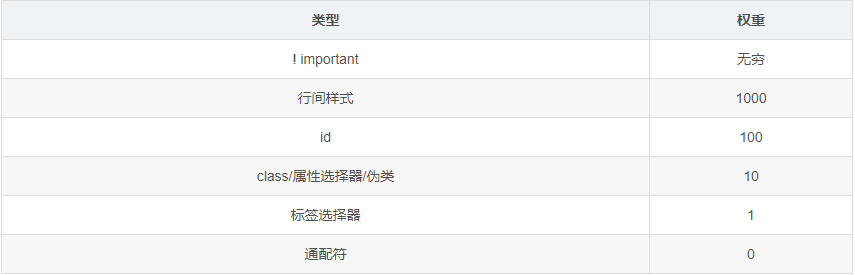 类型 权重
! important 无穷
行间样式 1000
id 100
class/属性选择器/伪类 10
标签选择器 1
通配符 0